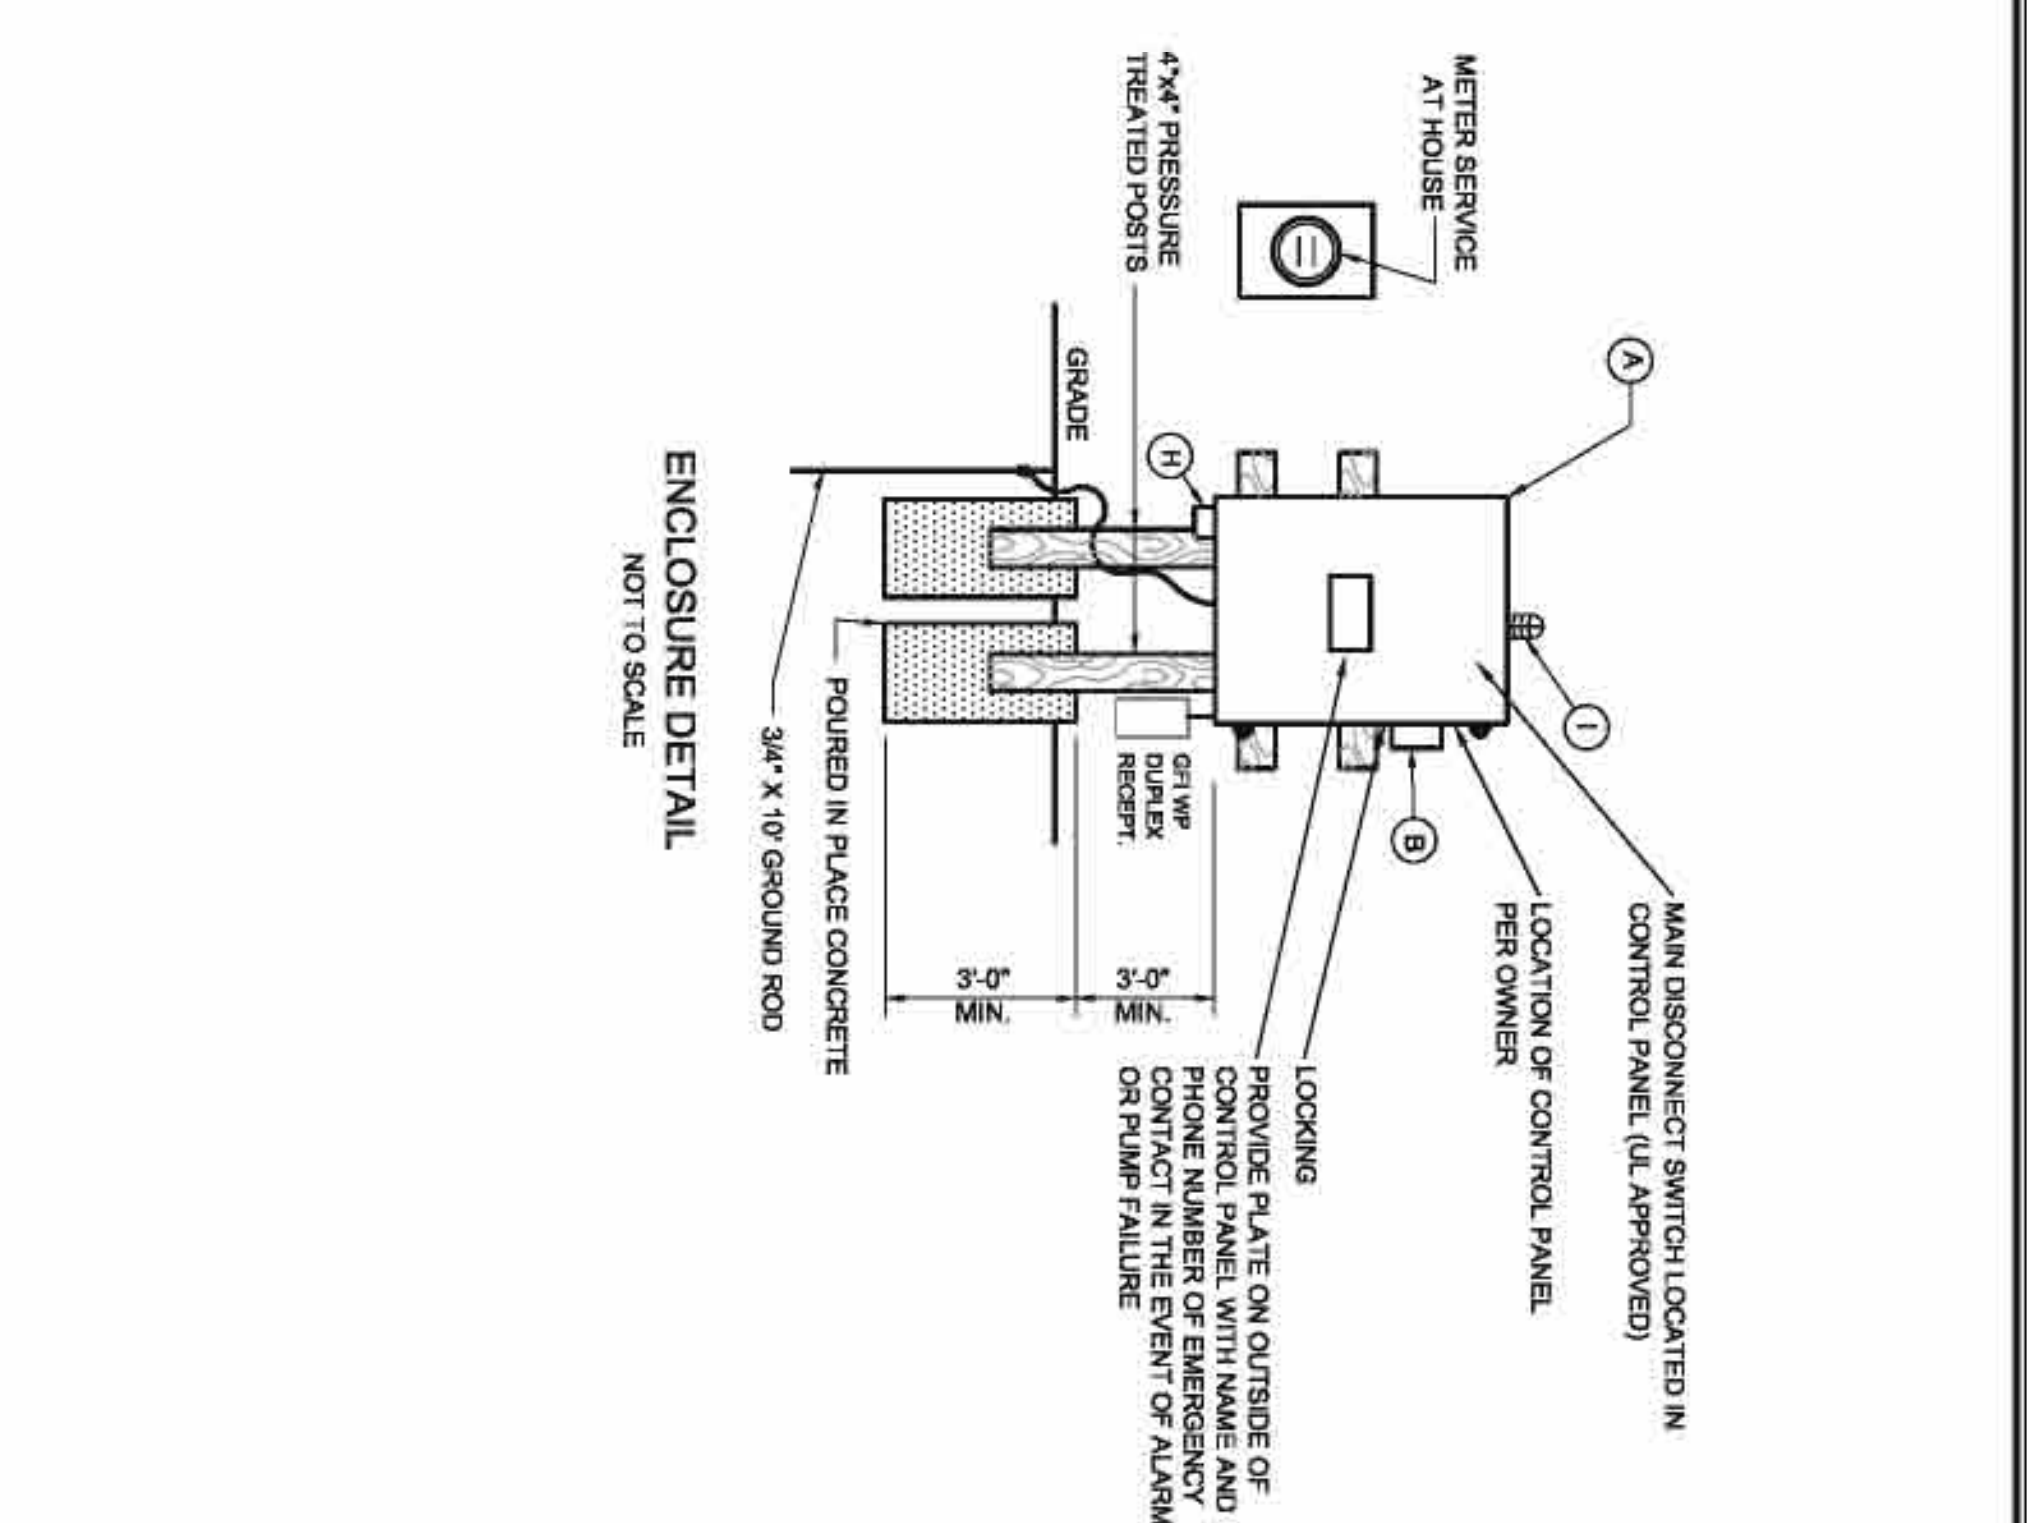 METER SERVICE
AT HOUSE
4"x4" PRESSURE
TREATED POSTS
A
H
I
B
GRADE
MAIN DISCONNECT SWITCH LOCATED IN
CONTROL PANEL (UL APPROVED)
LOCATION OF CONTROL PANEL
PER OWNER
LOCKING
PROVIDE PLATE ON OUTSIDE OF
CONTROL PANEL WITH NAME AND
PHONE NUMBER OF EMERGENCY
CONTACT IN THE EVENT OF ALARM
OR PUMP FAILURE
GFI WP
DUPLEX
RECEPT.
3'-0"
MIN.
3'-0"
MIN.
POURED IN PLACE CONCRETE
3/4" X 10' GROUND ROD
ENCLOSURE DETAIL
NOT TO SCALE